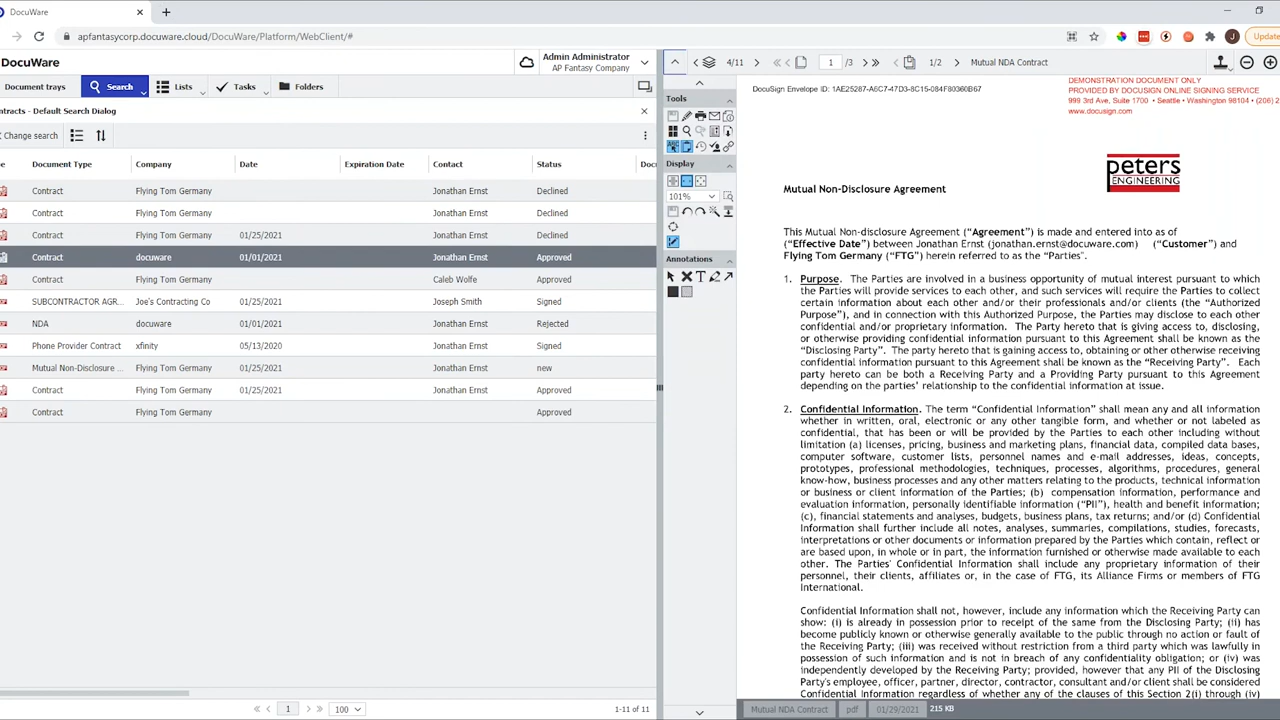 DocuWare
apfantasycorp.docuware.cloud/DocuWare/Platform/WebClient/#
J
Update
DocuWare
Admin Administrator
AP Fantasy Company
4/11
1
/3
1/2
Mutual NDA Contract
Document trays
Search
Lists
Tasks
Folders
Contracts - Default Search Dialog
Change search
Document Type
Company
Date
Expiration Date
Contact
Status
Contract
Flying Tom Germany
Jonathan Ernst
Declined
Contract
Flying Tom Germany
Jonathan Ernst
Declined
Contract
Flying Tom Germany
01/25/2021
Jonathan Ernst
Declined
Contract
docuware
01/01/2021
Jonathan Ernst
Approved
Contract
Flying Tom Germany
Caleb Wolfe
Approved
SUBCONTRACTOR AGR...
Joe's Contracting Co
01/25/2021
Joseph Smith
Signed
NDA
docuware
01/01/2021
Jonathan Ernst
Rejected
Phone Provider Contract
xfinity
05/13/2020
Jonathan Ernst
Signed
Mutual Non-Disclosure ...
Flying Tom Germany
01/25/2021
Jonathan Ernst
new
Contract
Flying Tom Germany
01/25/2021
Jonathan Ernst
Approved
Contract
Flying Tom Germany
Approved
1
100
1-11 of 11
Tools
Display
101%
Annotations
DocuSign Envelope ID: 1AE25287-A6C7-47D3-8C15-084F80360B67
DEMONSTRATION DOCUMENT ONLY
PROVIDED BY DOCUSIGN ONLINE SIGNING SERVICE
999 3rd Ave, Suite 1700 • Seattle • Washington 98104 • (206) 2
www.docusign.com
peters
ENGINEERING
Mutual Non-Disclosure Agreement
This Mutual Non-disclosure Agreement (“Agreement”) is made and entered into as of
(“Effective Date”) between Jonathan Ernst (jonathan.ernst@docuware.com) (“Customer”) and
Flying Tom Germany (“FTG”) herein referred to as the “Parties”.
1. Purpose. The Parties are involved in a business opportunity of mutual interest pursuant to which
the Parties will provide services to each other, and such services will require the Parties to collect
certain information about each other and/or their professionals and/or clients (the “Authorized
Purpose”), and in connection with this Authorized Purpose, the Parties may disclose to each other
confidential and/or proprietary information. The Party hereto that is giving access to, disclosing,
or otherwise providing confidential information pursuant to this Agreement shall be known as the
“Disclosing Party”. The party hereto that is gaining access to, obtaining or other otherwise receiving
confidential information pursuant to this Agreement shall be known as the “Receiving Party”. Each
party hereto can be both a Receiving Party and a Providing Party pursuant to this Agreement
depending on the parties’ relationship to the confidential information at issue.
2. Confidential Information. The term “Confidential Information” shall mean any and all information
whether in written, oral, electronic or any other tangible form, and whether or not labeled as
confidential, that has been or will be provided by the Parties to each other including without
limitation (a) licenses, pricing, business and marketing plans, financial data, compiled data bases,
computer software, customer lists, personnel names and e-mail addresses, ideas, concepts,
prototypes, professional methodologies, techniques, processes, algorithms, procedures, general
know-how, business processes and any other matters relating to the products, technical information
or business or client information of the Parties; (b) compensation information, performance and
evaluation information, personally identifiable information (“PII”), health and benefit information;
(c), financial statements and analyses, budgets, business plans, tax returns; and/or (d) Confidential
Information shall further include all notes, analyses, summaries, compilations, studies, forecasts,
interpretations or other documents or information prepared by the Parties which contain, reflect or
are based upon, in whole or in part, the information furnished or otherwise made available to each
other. The Parties' Confidential Information shall include any proprietary information of their
personnel, their clients, affiliates or, in the case of FTG, its Alliance Firms or members of FTG
International.
Confidential Information shall not, however, include any information which the Receiving Party can
show: (i) is already in possession prior to receipt of the same from the Disclosing Party; (ii) has
become publicly known or otherwise generally available to the public through no action or fault of
the Receiving Party; (iii) was received without restriction from a third party which was lawfully in
possession of such information and is not in breach of any confidentiality obligation; or (iv) was
independently developed by the Receiving Party; provided, however that any PII of the Disclosing
Party's employee, officer, partner, director, contractor, consultant and/or client shall be considered
Confidential Information regardless of whether any of the clauses of this Section 2(i) through (iv)
Mutual NDA Contract
pdf
01/29/2021
215 KB